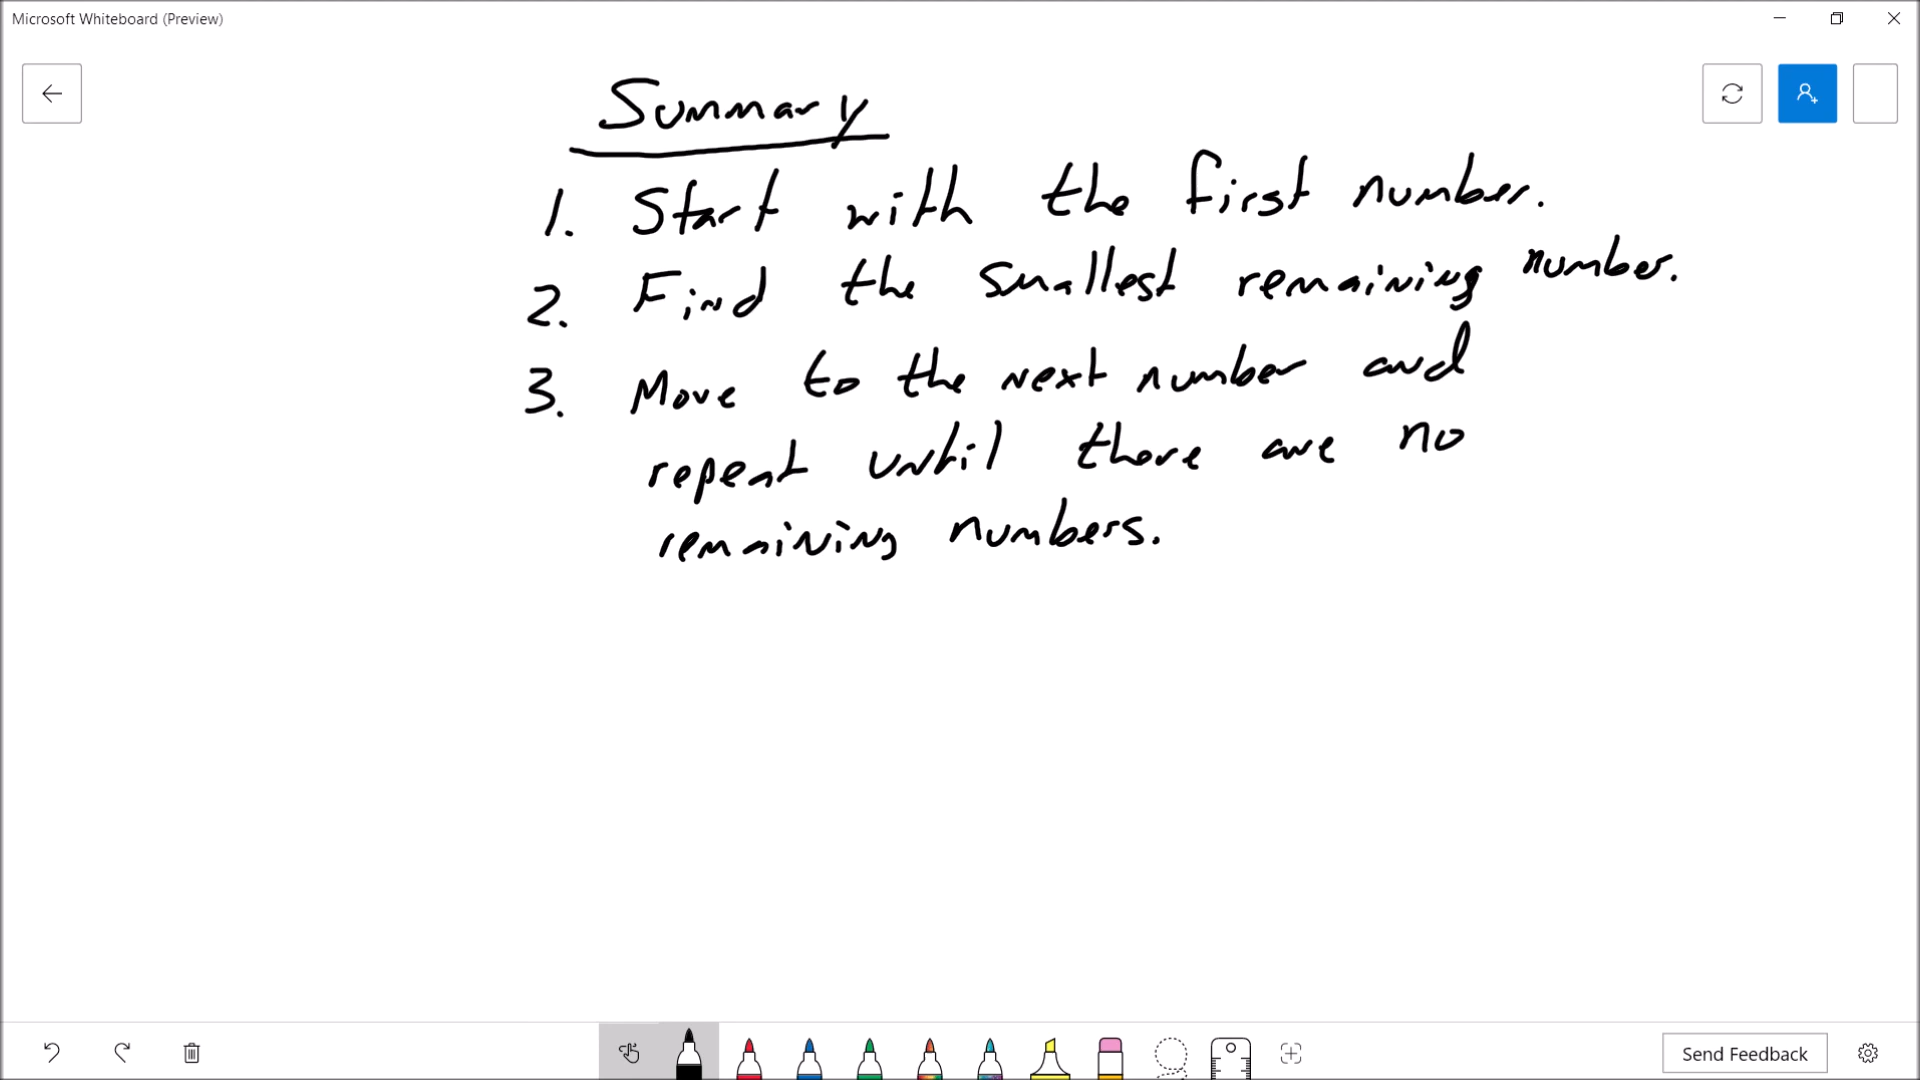 Microsoft Whiteboard (Preview)
Summary
1. Start with the first number.
2. Find the smallest remaining number.
3. Move to the next number and
repeat until there are no
remaining numbers.
Send Feedback